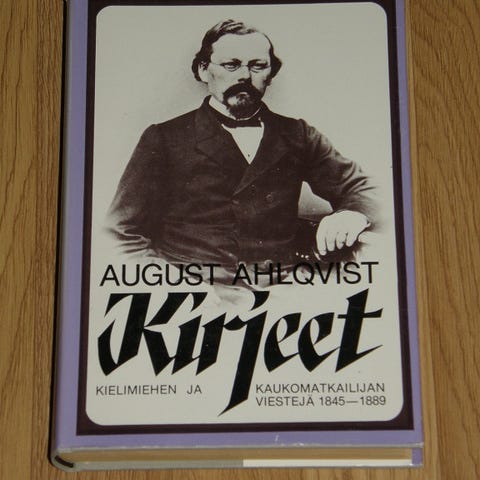 AUGUST AHLQVIST
Kirjeet
KIELIMIEHEN JA KAUKOMATKAILIJAN
VIESTEJÄ 1845—1889